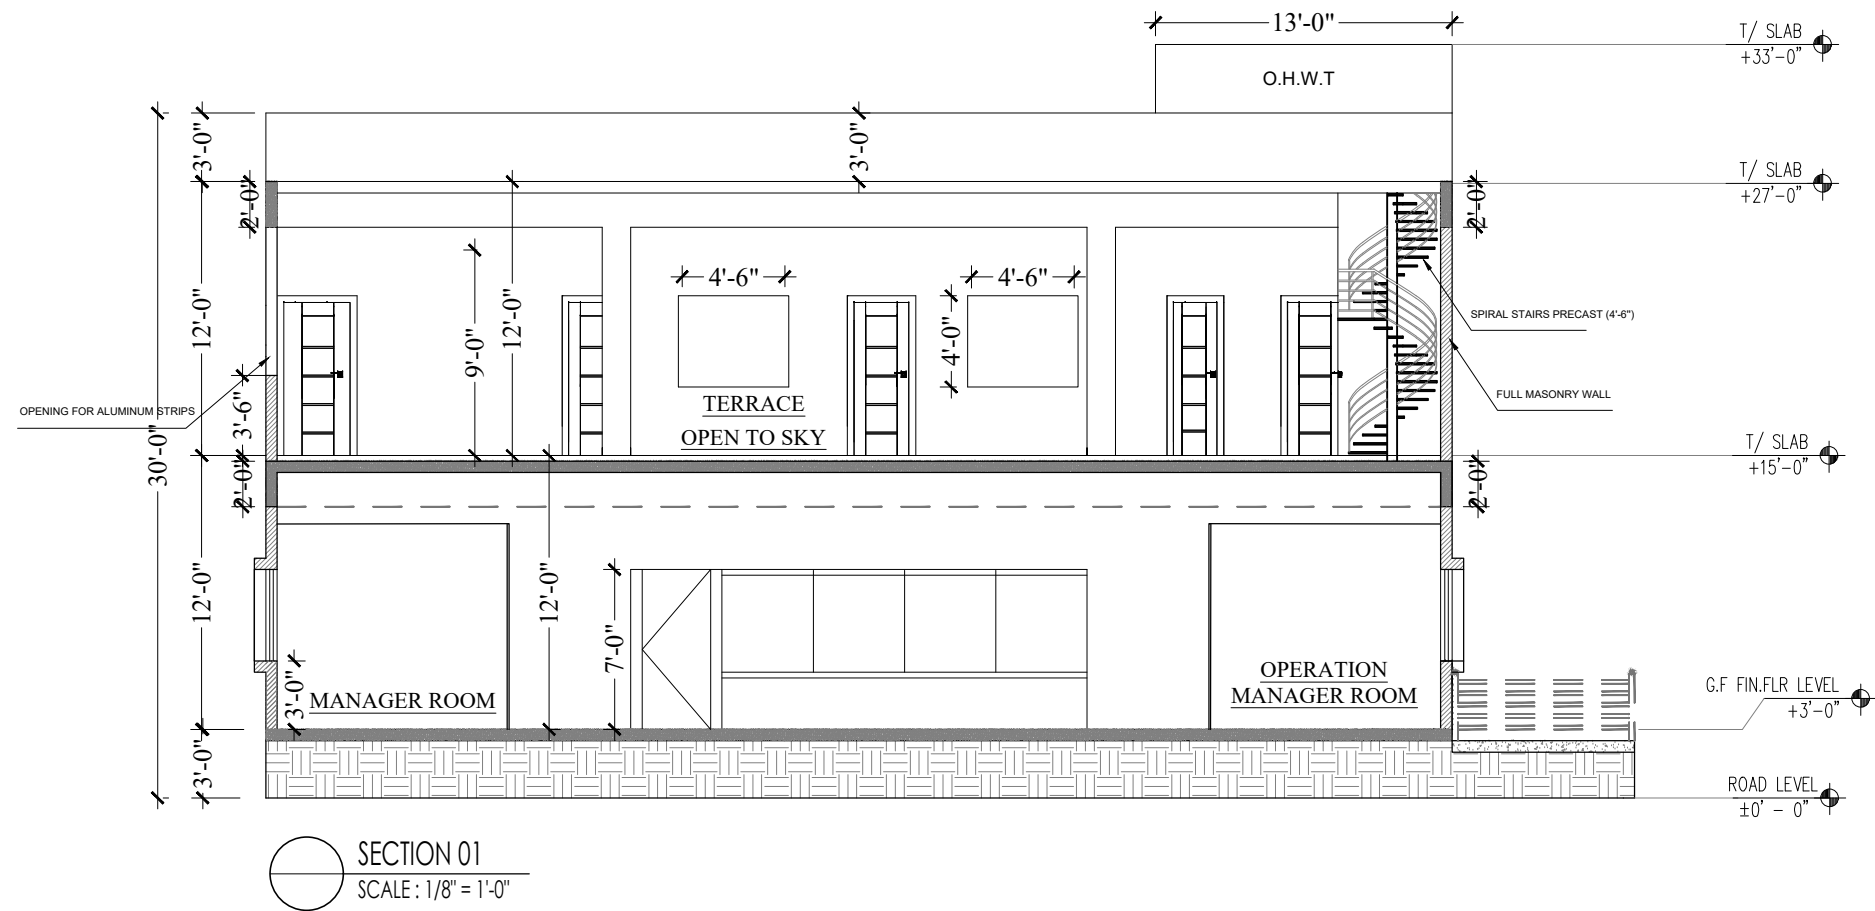 13'-0"
T/ SLAB
+33'-0"
O.H.W.T
3'-0"
3'-0"
T/ SLAB
+27'-0"
2'-0"
2'-0"
4'-6"
4'-6"
12'-0"
9'-0"
12'-0"
4'-0"
SPIRAL STAIRS PRECAST (4'-6")
FULL MASONRY WALL
OPENING FOR ALUMINUM STRIPS
3'-6"
TERRACE
OPEN TO SKY
30'-0"
T/ SLAB
+15'-0"
2'-0"
2'-0"
12'-0"
12'-0"
7'-0"
3'-0"
MANAGER ROOM
OPERATION
MANAGER ROOM
G.F FIN.FLR LEVEL
+3'-0"
3'-0"
ROAD LEVEL
±0' - 0"
SECTION 01
SCALE : 1/8" = 1'-0"